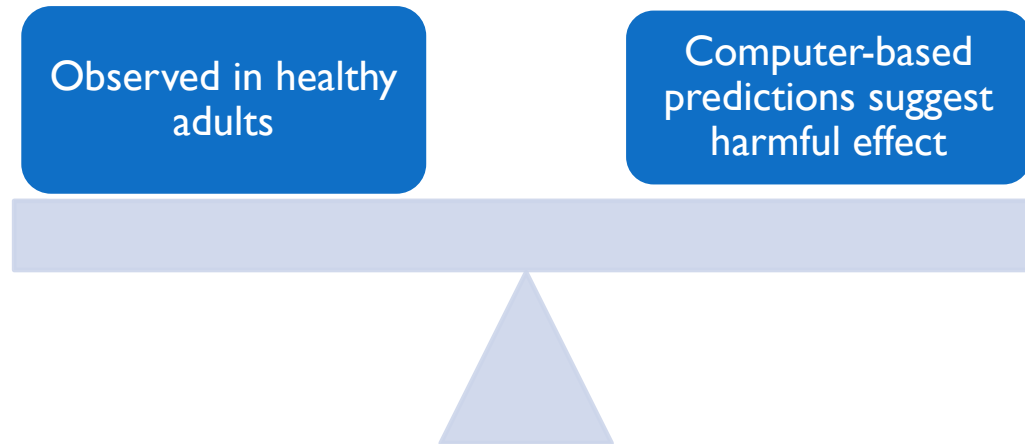 Observed in healthy
adults
Computer-based
predictions suggest
harmful effect